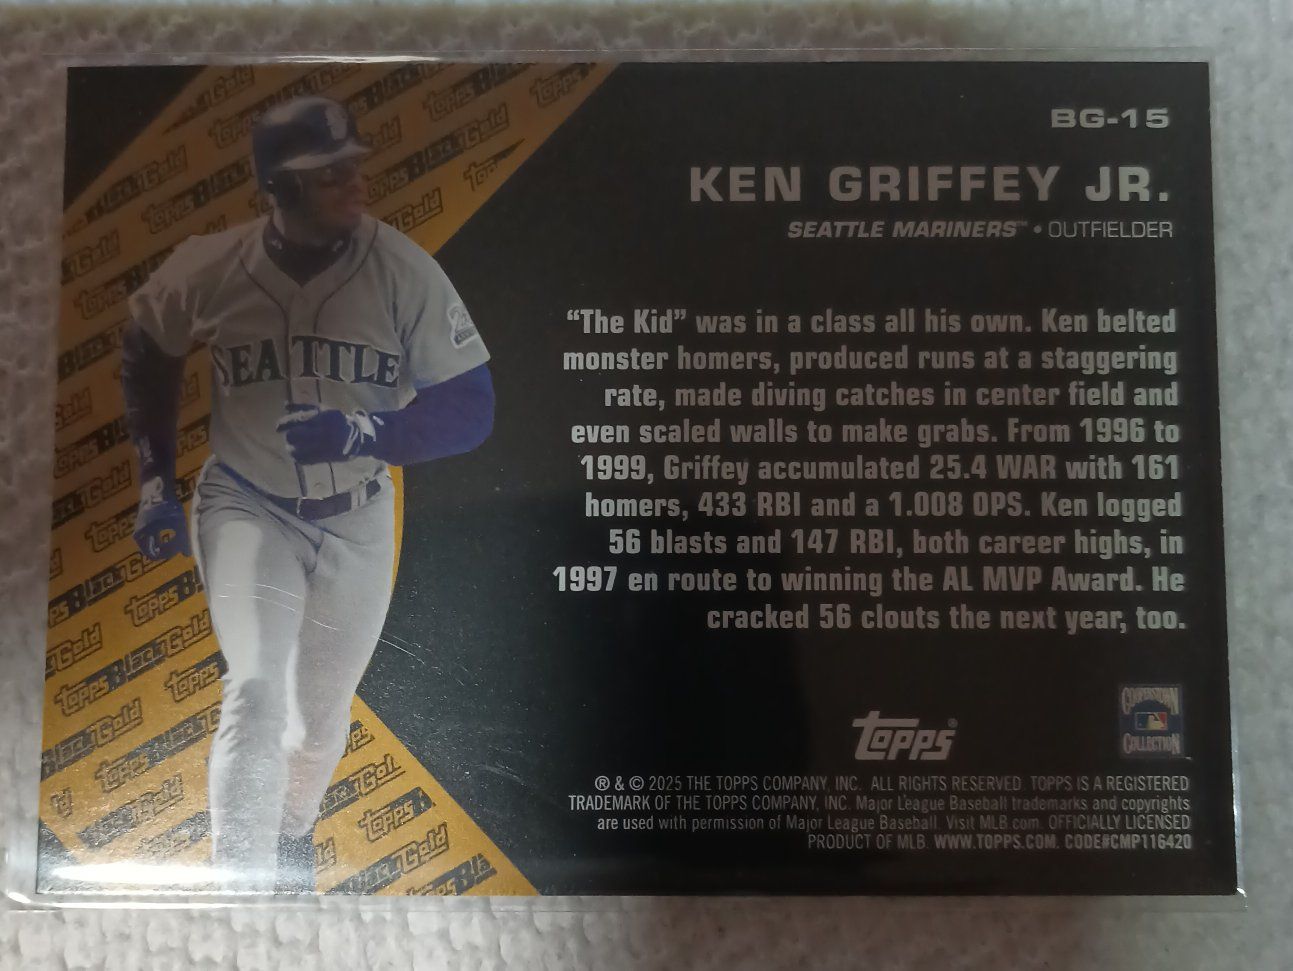 BG-15
KEN GRIFFEY JR.
SEATTLE MARINERS™ • OUTFIELDER
SEATTLE
"The Kid" was in a class all his own. Ken belted
monster homers, produced runs at a staggering
rate, made diving catches in center field and
even scaled walls to make grabs. From 1996 to
1999, Griffey accumulated 25.4 WAR with 161
homers, 433 RBI and a 1.008 OPS. Ken logged
56 blasts and 147 RBI, both career highs, in
1997 en route to winning the AL MVP Award. He
cracked 56 clouts the next year, too.
topps®
COOPERSTOWN
COLLECTION
® & © 2025 THE TOPPS COMPANY, INC. ALL RIGHTS RESERVED. TOPPS IS A REGISTERED
TRADEMARK OF THE TOPPS COMPANY, INC. Major League Baseball trademarks and copyrights
are used with permission of Major League Baseball. Visit MLB.com. OFFICIALLY LICENSED
PRODUCT OF MLB. WWW.TOPPS.COM. CODE#CMP116420
topps Black Gold